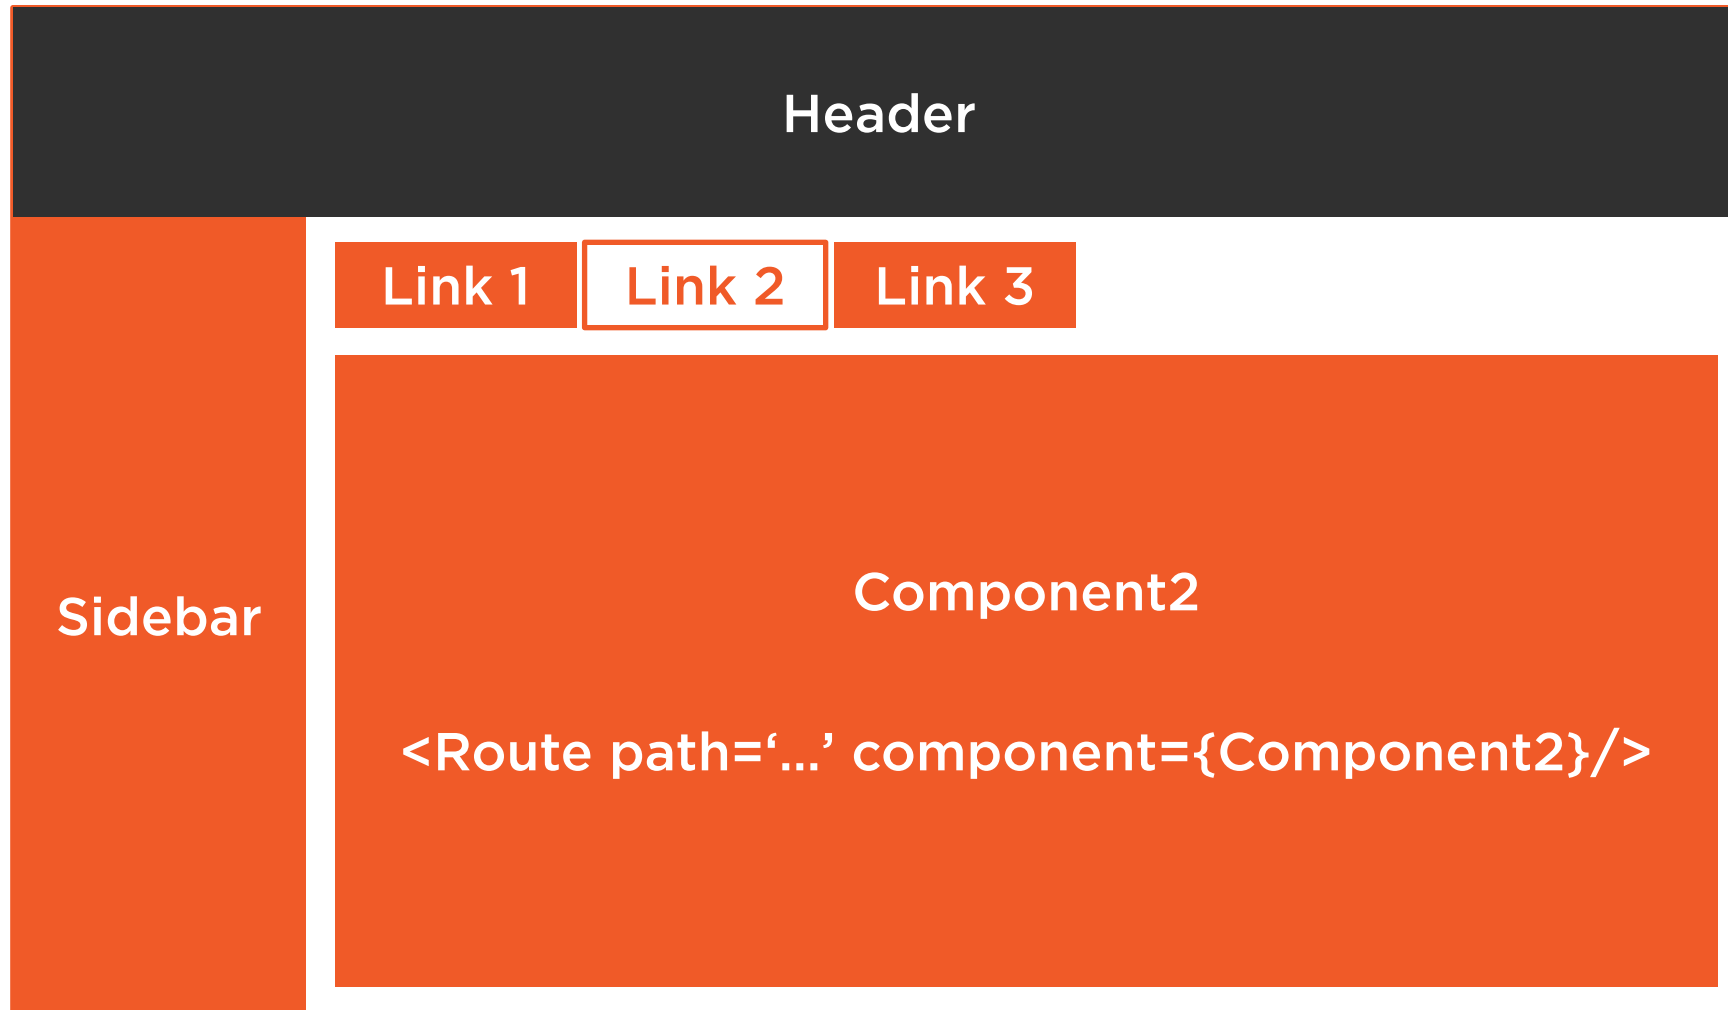 Header
Link 1
Link 2
Link 3
Sidebar
Component2
<Route path=‘...’ component={Component2}/>